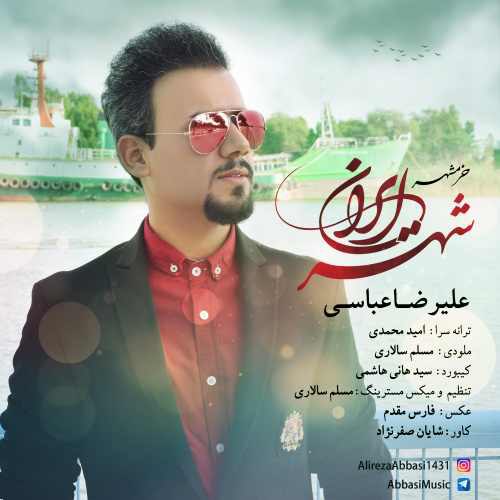 خرمشهر
شهر ایران
علیرضا عباسی
ترانه سرا : امید محمدی
ملودی : مسلم سالاری
کیبورد : سید هانی هاشمی
تنظیم و میکس مسترینگ : مسلم سالاری
عکس : فارس مقدم
کاور : شایان صفرنژاد
AlirezaAbbasi1431
AbbasiMusic